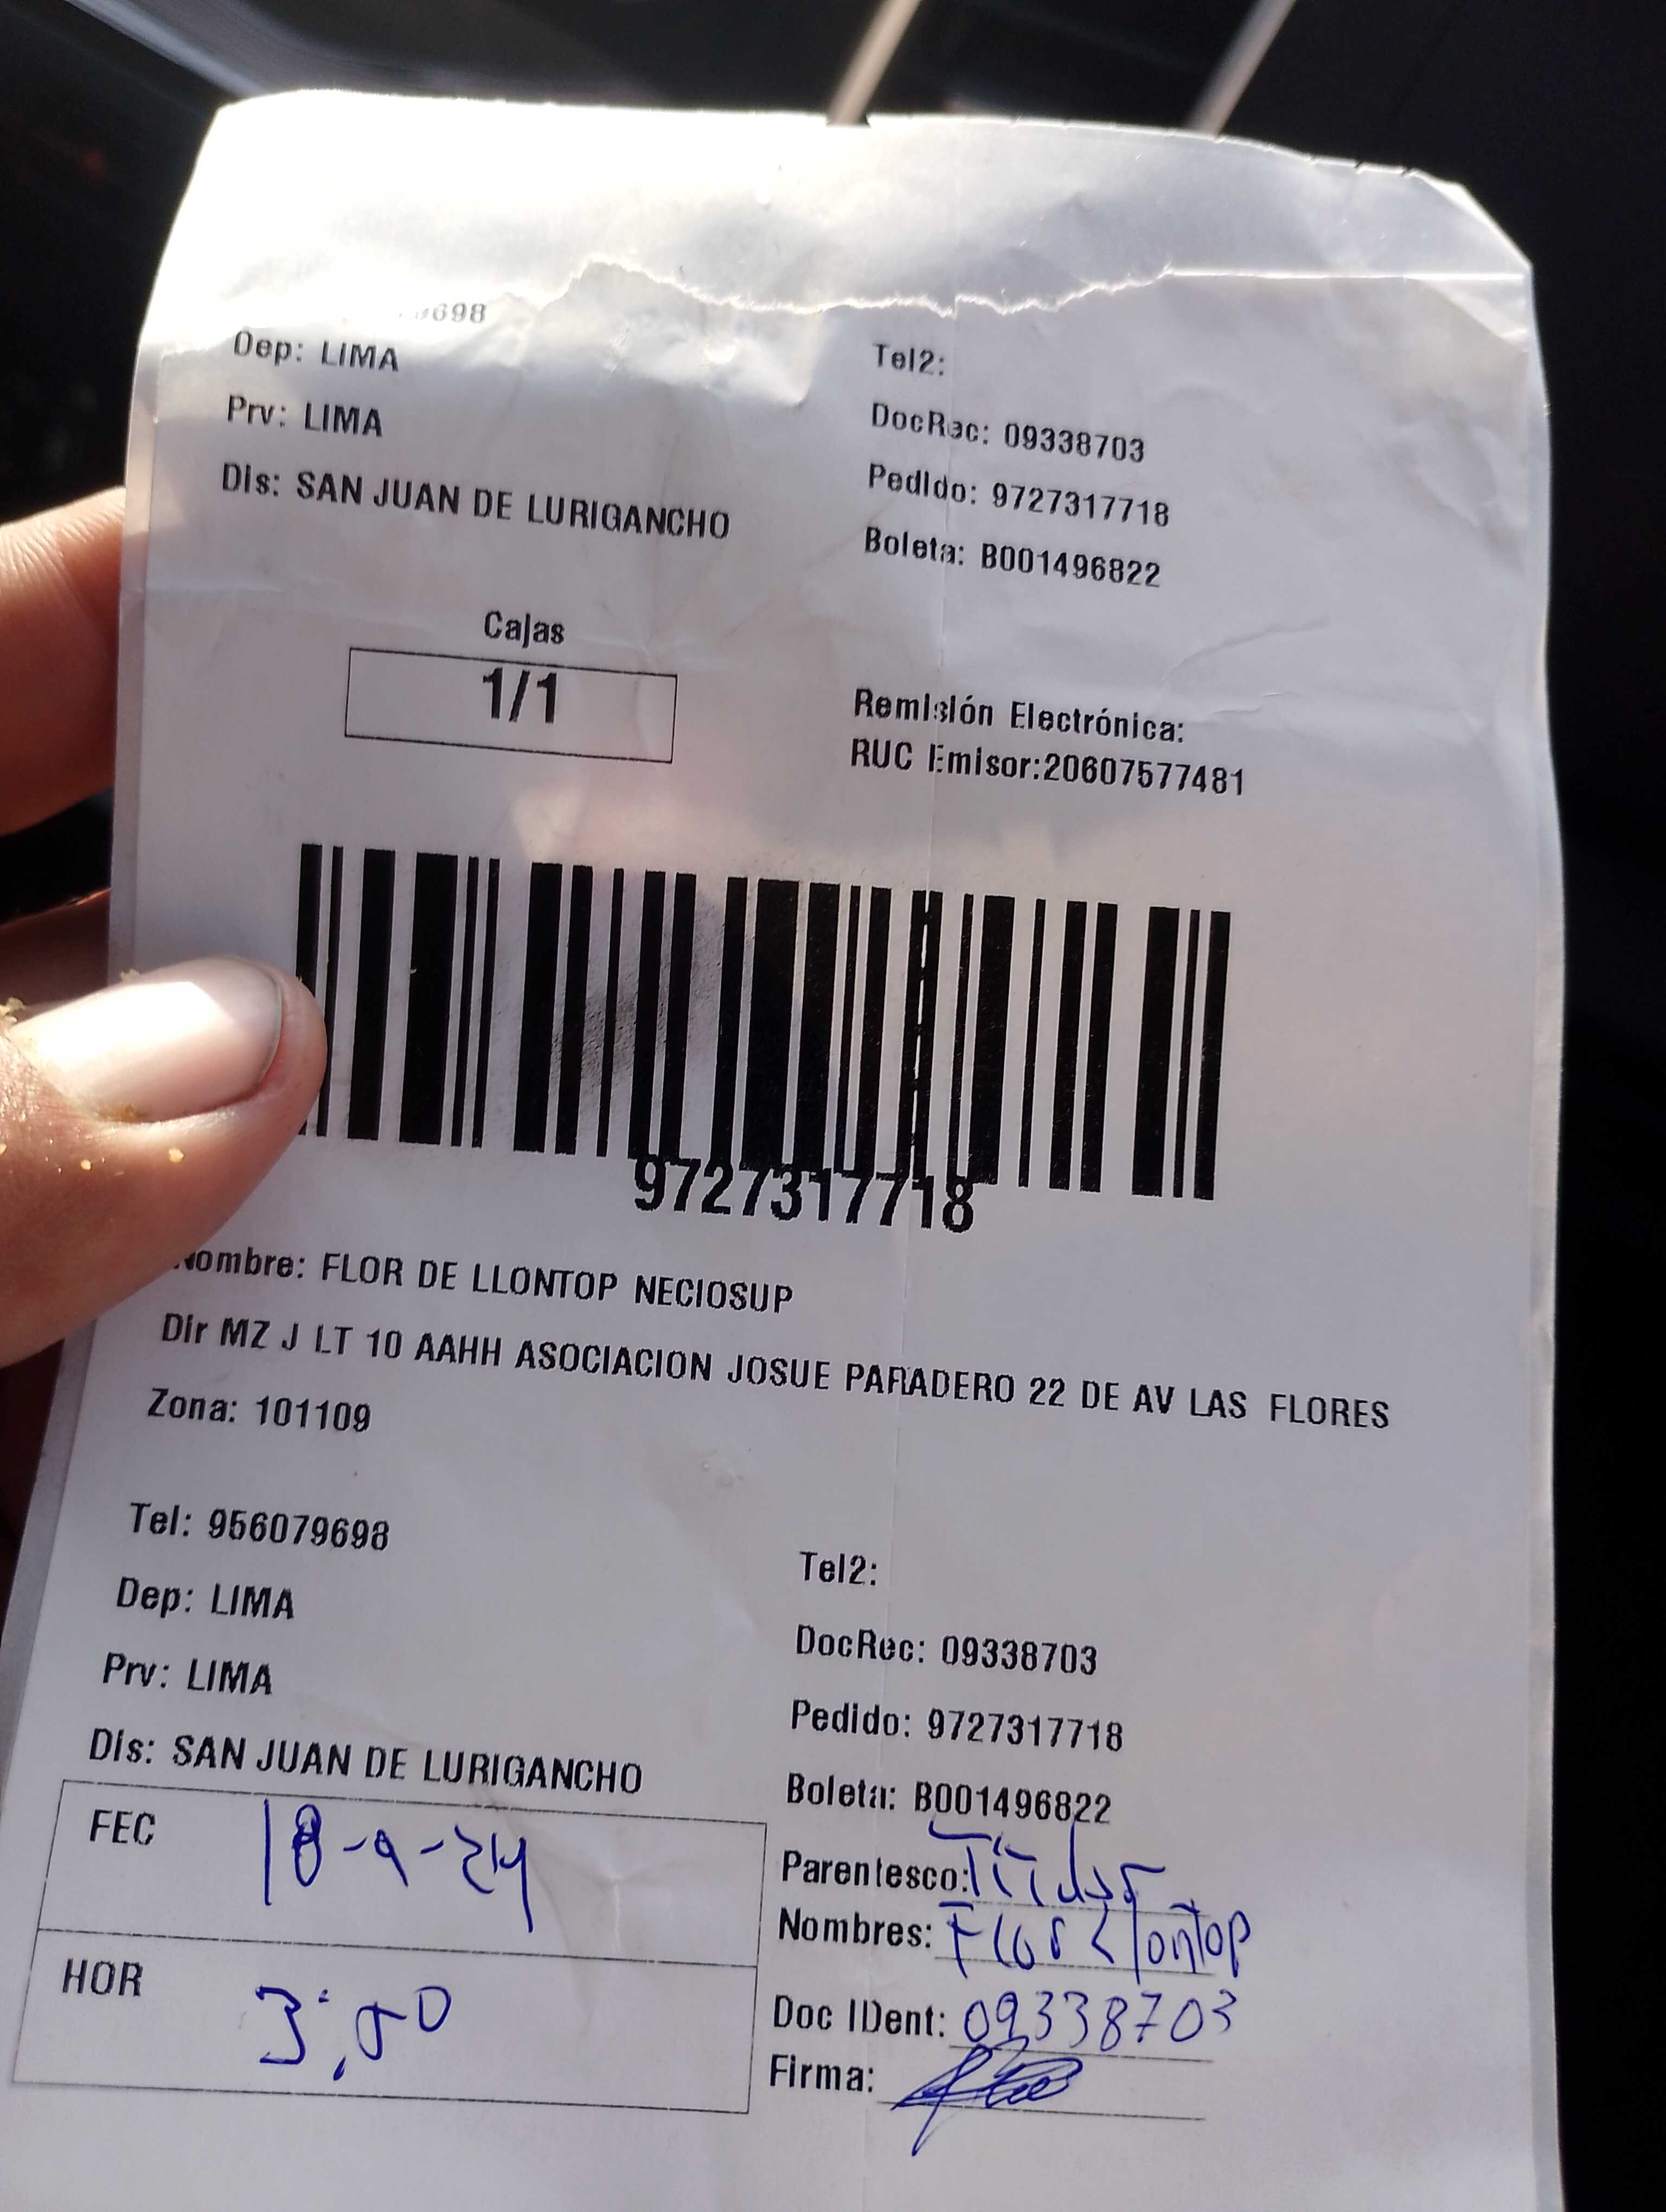 9698
Dep: LIMA
Tel2:
Prv: LIMA
DocRec: 09338703
Dis: SAN JUAN DE LURIGANCHO
Pedido: 9727317718
Boleta: B001496822
Cajas
1/1
Remisión Electrónica:
RUC Emisor:20607577481
9727317718
Nombre: FLOR DE LLONTOP NECIOSUP
Dir MZ J LT 10 AAHH ASOCIACION JOSUE PARADERO 22 DE AV LAS FLORES
Zona: 101109
Tel: 956079698
Tel2:
Dep: LIMA
DocRec: 09338703
Prv: LIMA
Pedido: 9727317718
Dis: SAN JUAN DE LURIGANCHO
Boleta: B001496822
FEC 18-9-24
Parentesco:
Nombres: Flor Llontop
HOR
Doc IDent: 09338703
Firma: